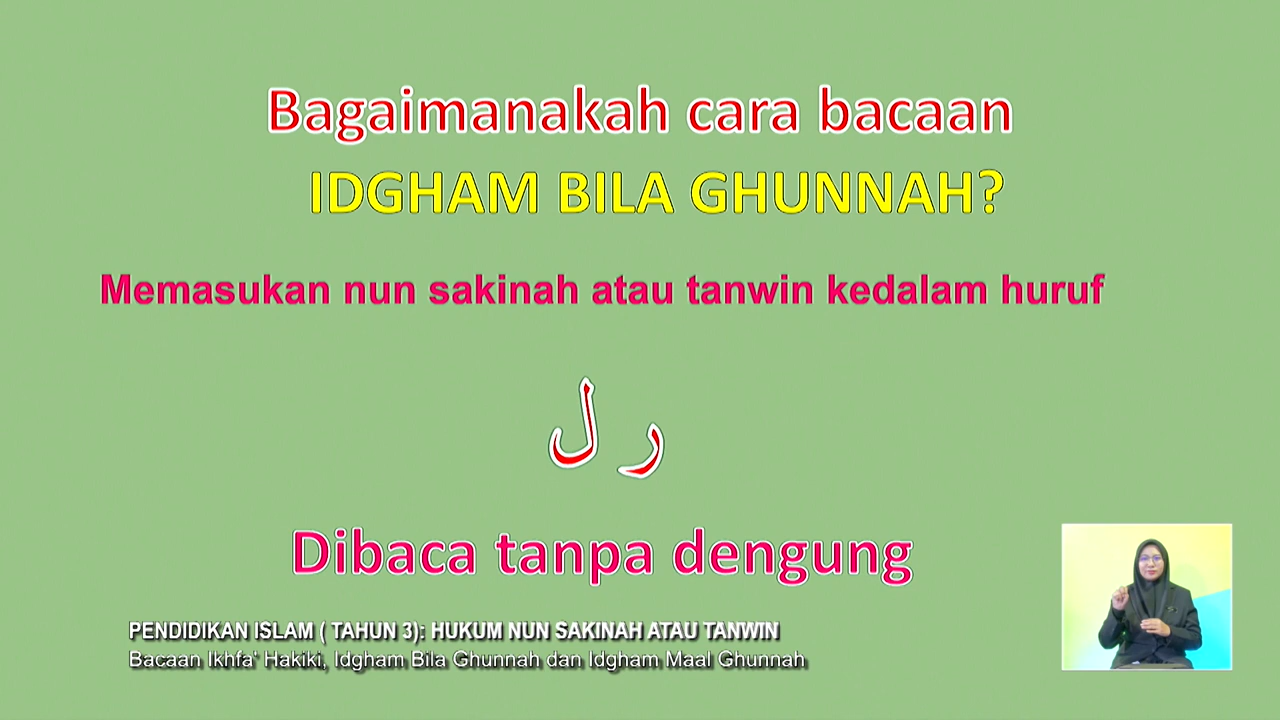 Bagaimanakah cara bacaan
IDGHAM BILA GHUNNAH?
Memasukan nun sakinah atau tanwin kedalam huruf
ر ل
Dibaca tanpa dengung
PENDIDIKAN ISLAM ( TAHUN 3): HUKUM NUN SAKINAH ATAU TANWIN
Bacaan Ikhfa' Hakiki, Idgham Bila Ghunnah dan Idgham Maal Ghunnah